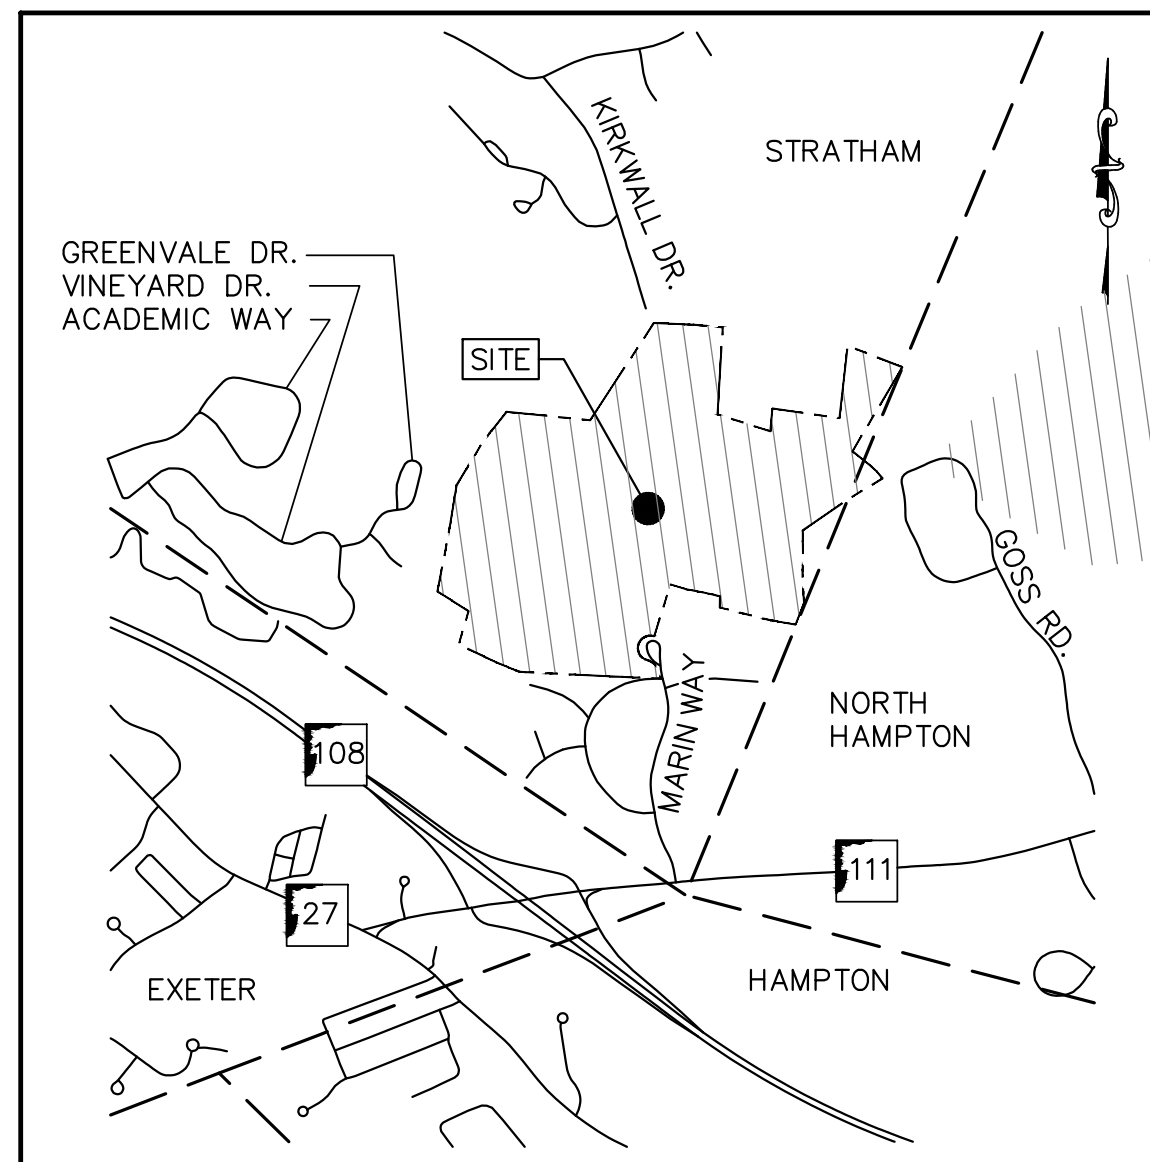 KIRKWALL DR.
STRATHAM
GREENVALE DR.
VINEYARD DR.
ACADEMIC WAY
SITE
GOSS RD.
MARIN WAY
NORTH
HAMPTON
108
111
27
EXETER
HAMPTON